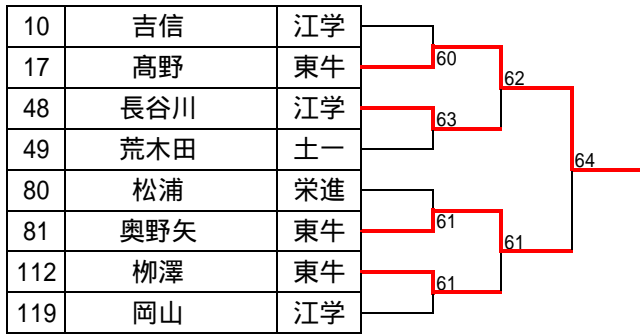 10 吉信 江学
17 髙野 東牛
60
62
48 長谷川 江学
63
49 荒木田 土一
64
80 松浦 栄進
81 奥野矢 東牛
61
61
112 栁澤 東牛
61
119 岡山 江学